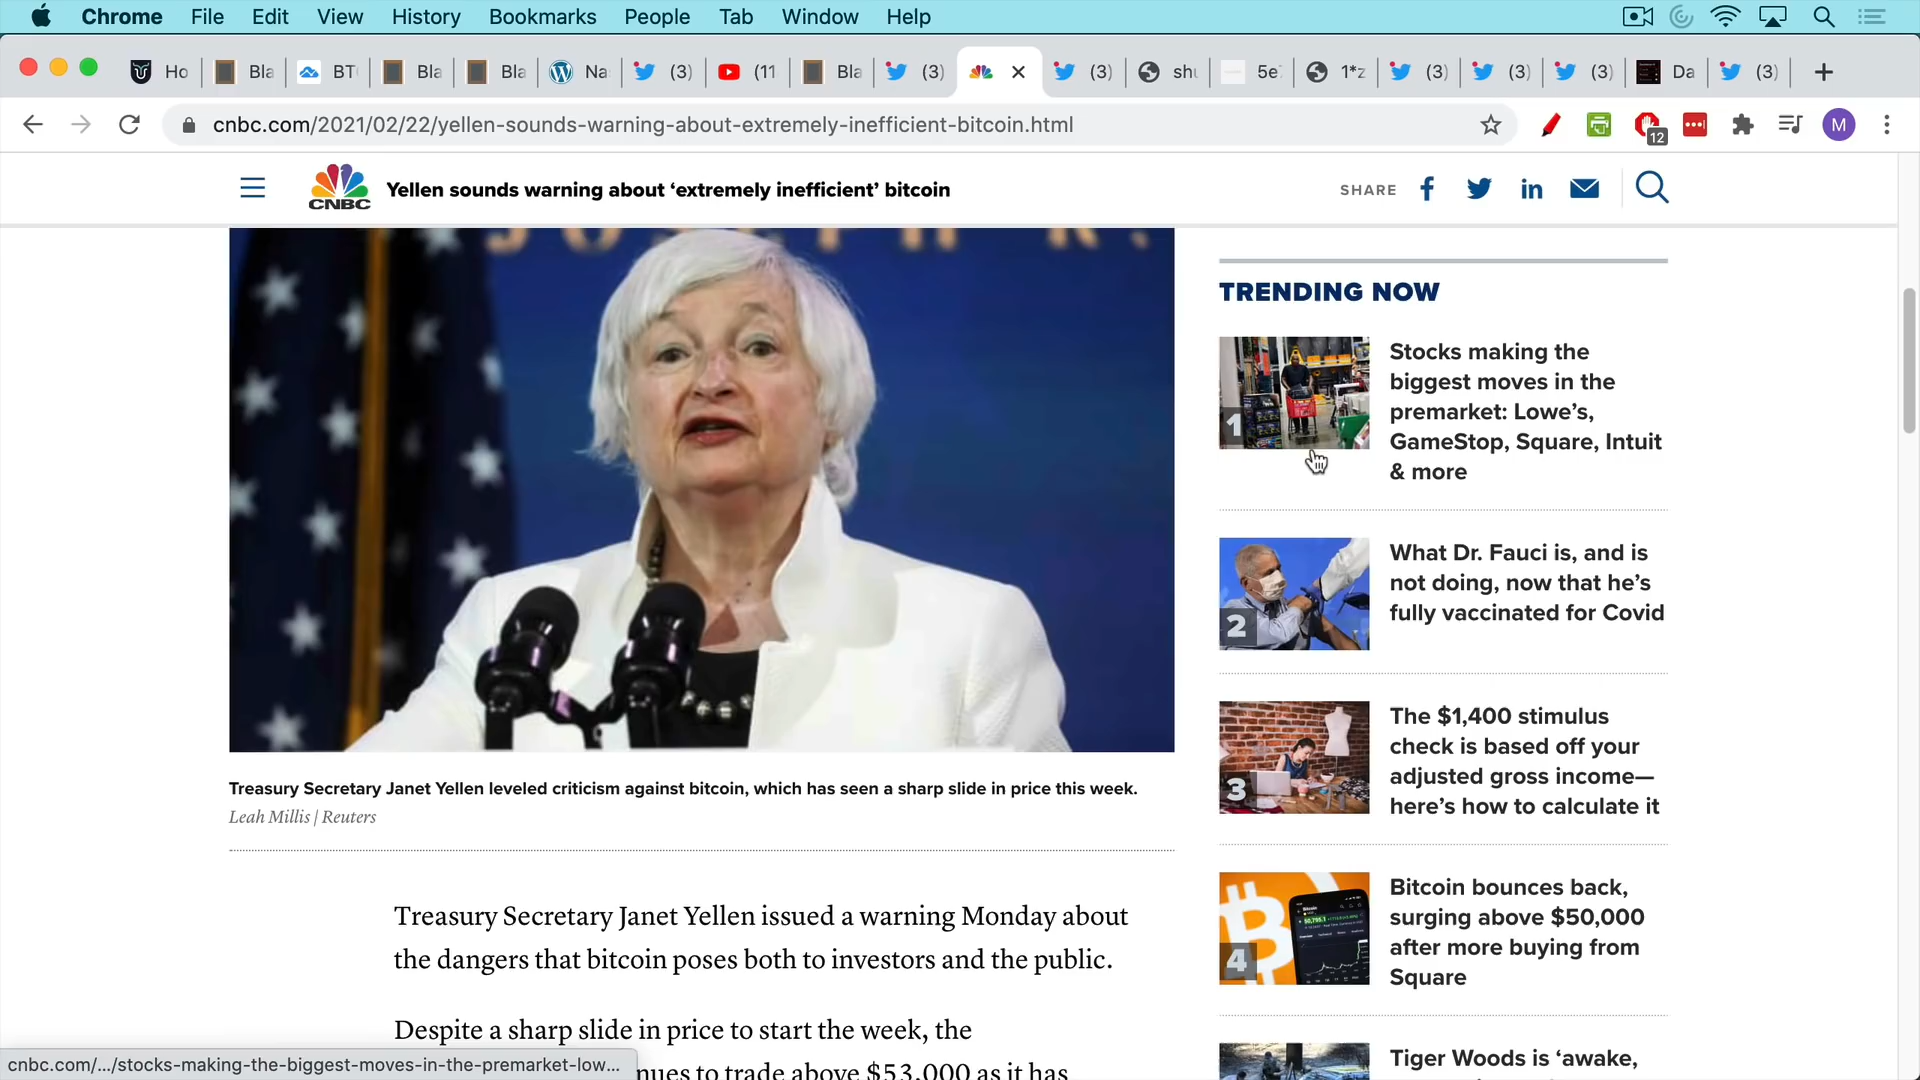 Chrome File Edit View History Bookmarks People Tab Window Help
Ho Bla BT Bla Bla Na (3) (11 Bla (3) (3) shu 5e 1*z (3) (3) (3) Da (3)
cnbc.com/2021/02/22/yellen-sounds-warning-about-extremely-inefficient-bitcoin.html
12
M
CNBC
Yellen sounds warning about ‘extremely inefficient’ bitcoin
SHARE
Treasury Secretary Janet Yellen leveled criticism against bitcoin, which has seen a sharp slide in price this week.
Leah Millis | Reuters
Treasury Secretary Janet Yellen issued a warning Monday about
the dangers that bitcoin poses both to investors and the public.
Despite a sharp slide in price to start the week, the
nues to trade above $53,000 as it has
TRENDING NOW
1
Stocks making the
biggest moves in the
premarket: Lowe’s,
GameStop, Square, Intuit
& more
2
What Dr. Fauci is, and is
not doing, now that he’s
fully vaccinated for Covid
3
The $1,400 stimulus
check is based off your
adjusted gross income—
here’s how to calculate it
4
Bitcoin bounces back,
surging above $50,000
after more buying from
Square
Tiger Woods is ‘awake,
cnbc.com/.../stocks-making-the-biggest-moves-in-the-premarket-low...